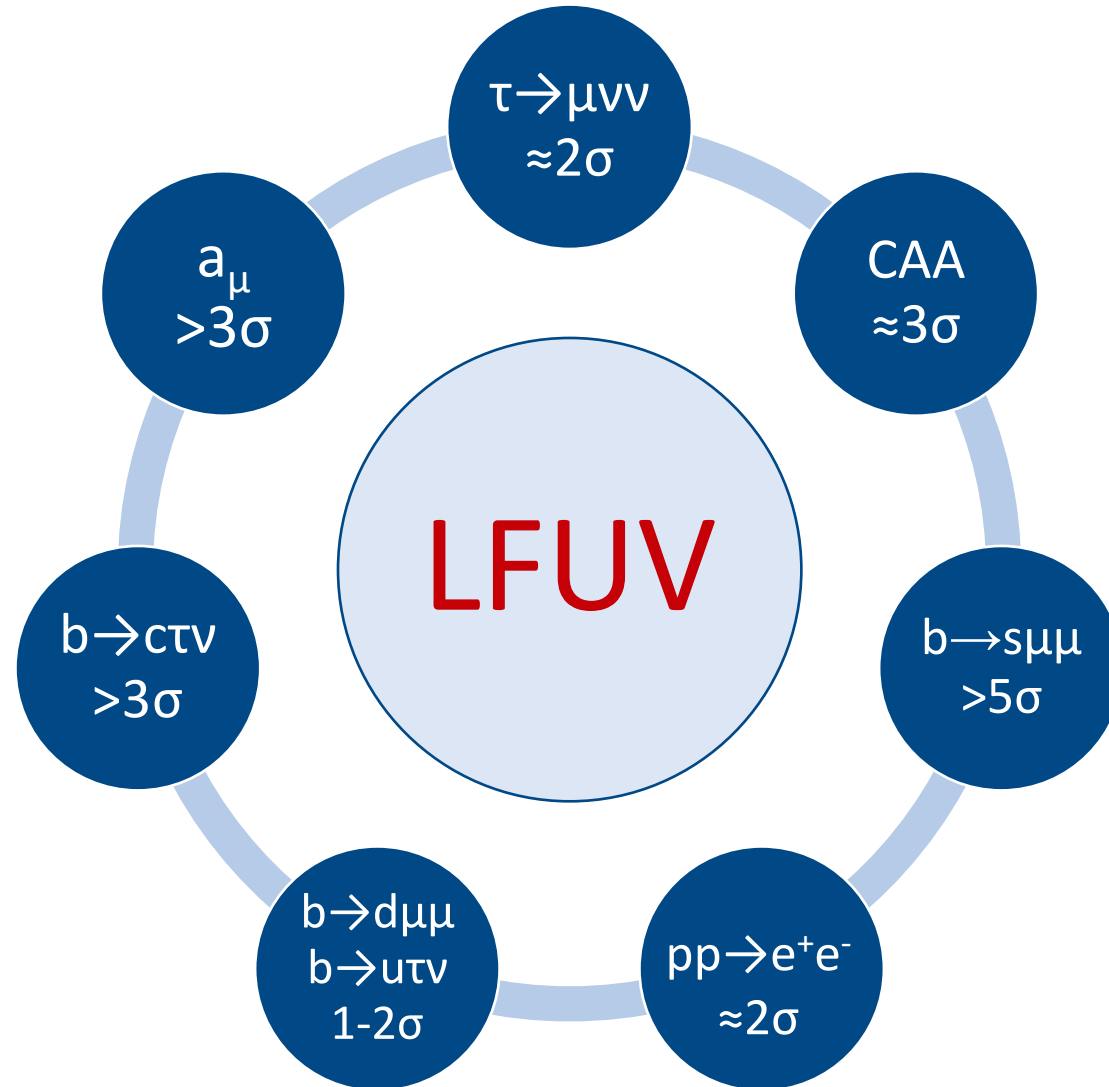 τ→μνν
≈2σ
CAA
≈3σ
b→sμμ
>5σ
pp→e⁺e⁻
≈2σ
b→dμμ
b→uτν
1-2σ
b→cτν
>3σ
aμ
>3σ
LFUV